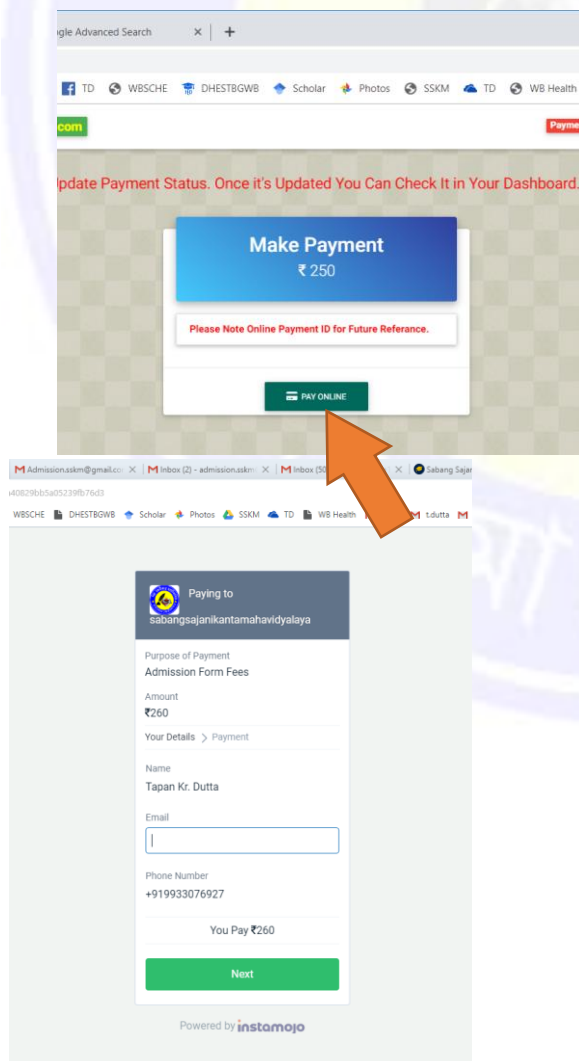 gle Advanced Search × +
TD WBSCHE DHESTBGWB Scholar Photos SSKM TD WB Health
com
Update Payment Status. Once it's Updated You Can Check It in Your Dashboard.
Make Payment
₹ 250
Please Note Online Payment ID for Future Referance.
PAY ONLINE
Admission.sskm@gmail.co × Inbox (2) - admission.sskm × Inbox (50 × Sabang Sajan
WBSCHE DHESTBGWB Scholar Photos SSKM TD WB Health t.dutta
Paying to
sabangsajanikantamahavidyalaya
Purpose of Payment
Admission Form Fees
Amount
₹260
Your Details > Payment
Name
Tapan Kr. Dutta
Email
Phone Number
+919933076927
You Pay ₹260
Next
Powered by instamojo